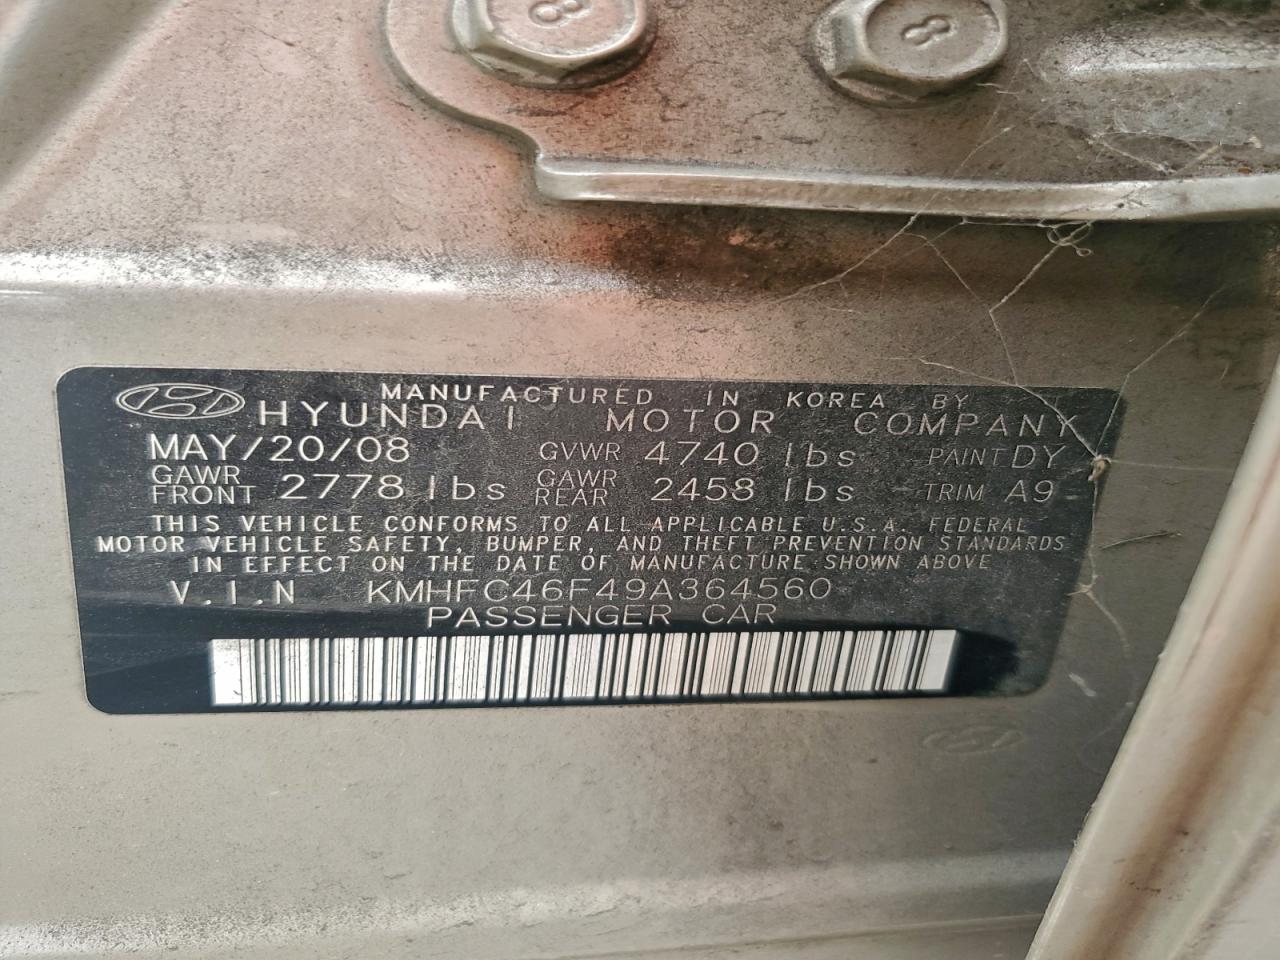 8 8
MANUFACTURED IN KOREA BY
HYUNDAI MOTOR COMPANY
MAY/20/08 GVWR 4740 lbs PAINT DY
GAWR FRONT 2778 lbs GAWR REAR 2458 lbs TRIM A9
THIS VEHICLE CONFORMS TO ALL APPLICABLE U.S.A. FEDERAL
MOTOR VEHICLE SAFETY, BUMPER, AND THEFT PREVENTION STANDARDS
IN EFFECT ON THE DATE OF MANUFACTURE SHOWN ABOVE
V.I.N KMHFC46F49A364560
PASSENGER CAR